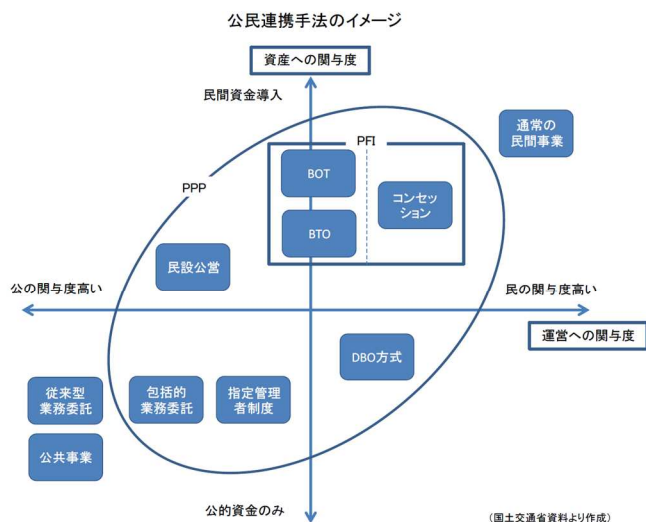 公民連携手法のイメージ
資産への関与度
民間資金導入
通常の
民間事業
PFI
BOT
PPP
コンセッ
ション
BTO
民設公営
公の関与度高い
民の関与度高い
運営への関与度
DBO方式
従来型
業務委託
包括的
業務委託
指定管理
者制度
公共事業
公的資金のみ
(国土交通省資料より作成)